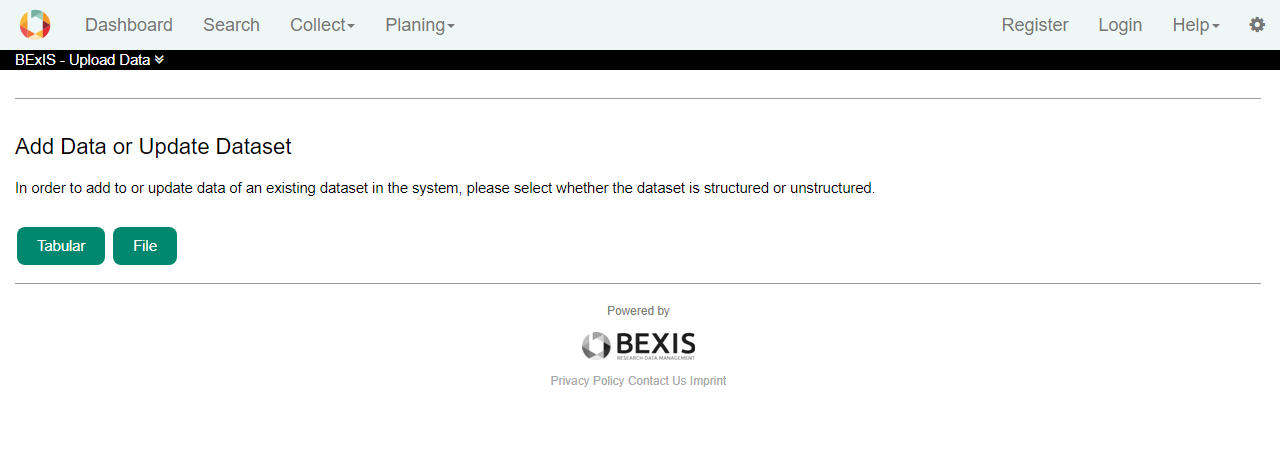 Dashboard Search Collect Planing Register Login Help
BExIS - Upload Data
Add Data or Update Dataset
In order to add to or update data of an existing dataset in the system, please select whether the dataset is structured or unstructured.
Tabular File
Powered by
BEXIS
RESEARCH DATA MANAGEMENT
Privacy Policy Contact Us Imprint